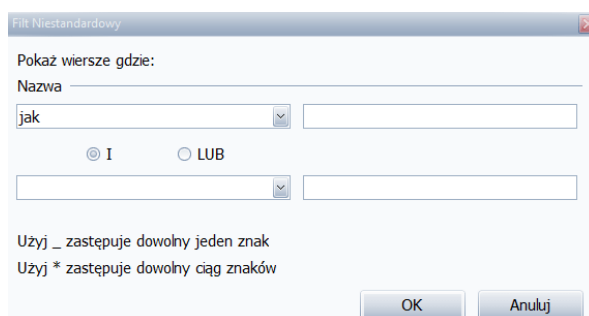 Filt Niestandardowy
Pokaż wiersze gdzie:
Nazwa
jak
I LUB
Użyj _ zastępuje dowolny jeden znak
Użyj * zastępuje dowolny ciąg znaków
OK Anuluj